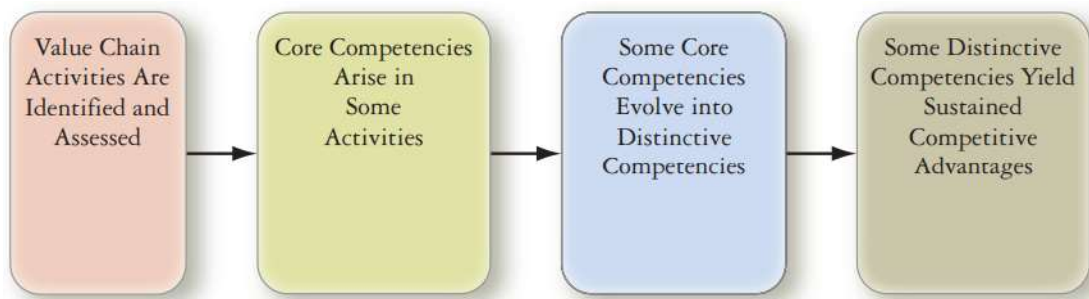 Value Chain
Activities Are
Identified and
Assessed
Core Competencies
Arise in
Some
Activities
Some Core
Competencies
Evolve into
Distinctive
Competencies
Some Distinctive
Competencies Yield
Sustained
Competitive
Advantages